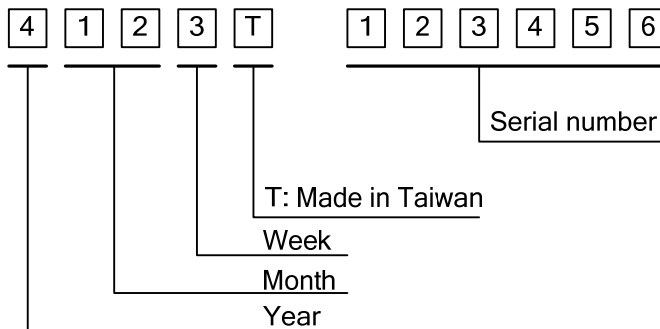 4 1 2 3 T 1 2 3 4 5 6
Serial number
T: Made in Taiwan
Week
Month
Year